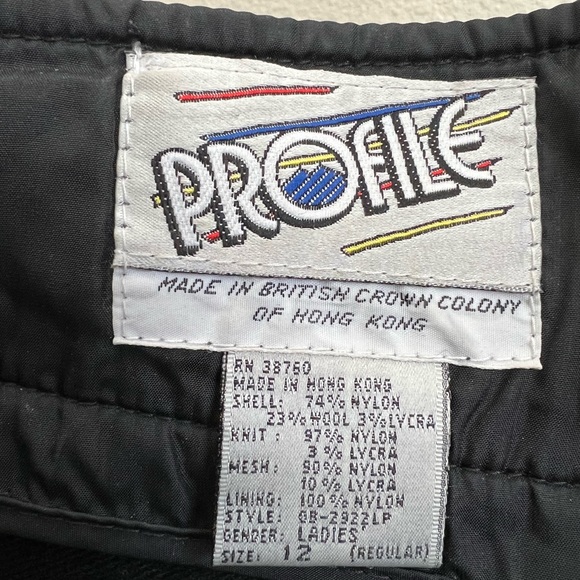 PROFILE
MADE IN BRITISH CROWN COLONY
OF HONG KONG
RN 38760
MADE IN HONG KONG
SHELL: 74% NYLON
23% WOOL 3% LYCRA
KNIT: 97% NYLON
3% LYCRA
MESH: 90% NYLON
10% LYCRA
LINING: 100% NYLON
STYLE: GB-2922LP
GENDER: LADIES'
SIZE: 12 (REGULAR)